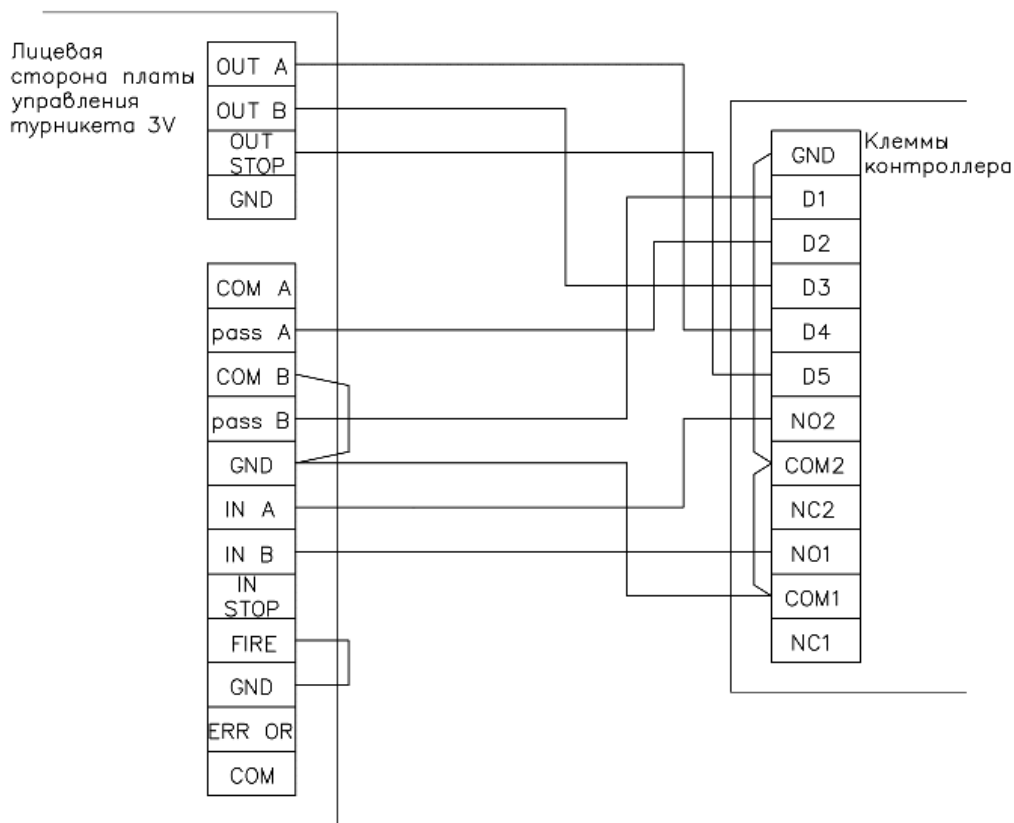 Лицевая
сторона платы
управления
турникета 3V
OUT A
OUT B
OUT
STOP
GND
COM A
pass A
COM B
pass B
GND
IN A
IN B
IN
STOP
FIRE
GND
ERR OR
COM
Клеммы
контроллера
GND
D1
D2
D3
D4
D5
NO2
COM2
NC2
NO1
COM1
NC1